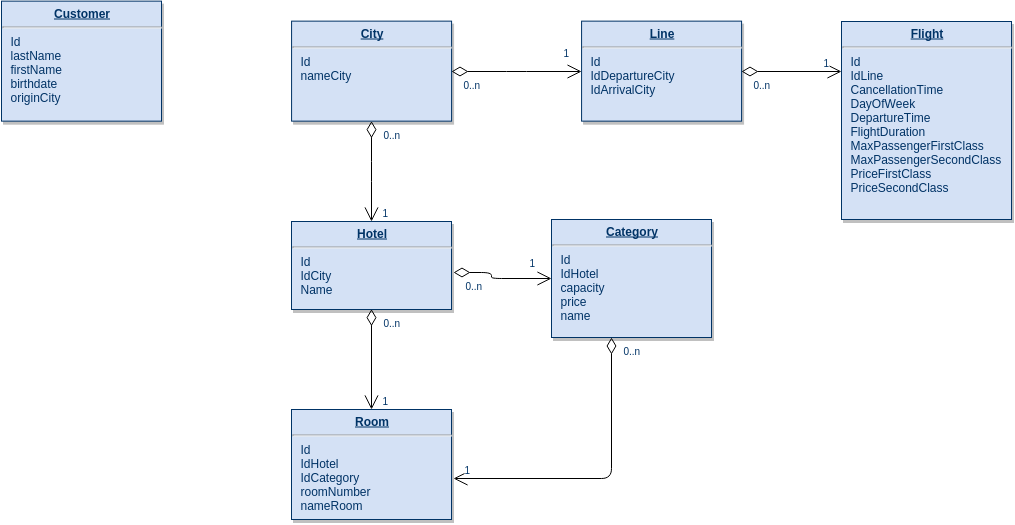 Customer
Id
lastName
firstName
birthdate
originCity
City
Id
nameCity
0..n
1
0..n
Line
Id
IdDepartureCity
IdArrivalCity
0..n
1
Flight
Id
IdLine
CancellationTime
DayOfWeek
DepartureTime
FlightDuration
MaxPassengerFirstClass
MaxPassengerSecondClass
PriceFirstClass
PriceSecondClass
1
Hotel
Id
IdCity
Name
0..n
1
0..n
Category
Id
IdHotel
capacity
price
name
0..n
1
Room
Id
IdHotel
IdCategory
roomNumber
nameRoom
1